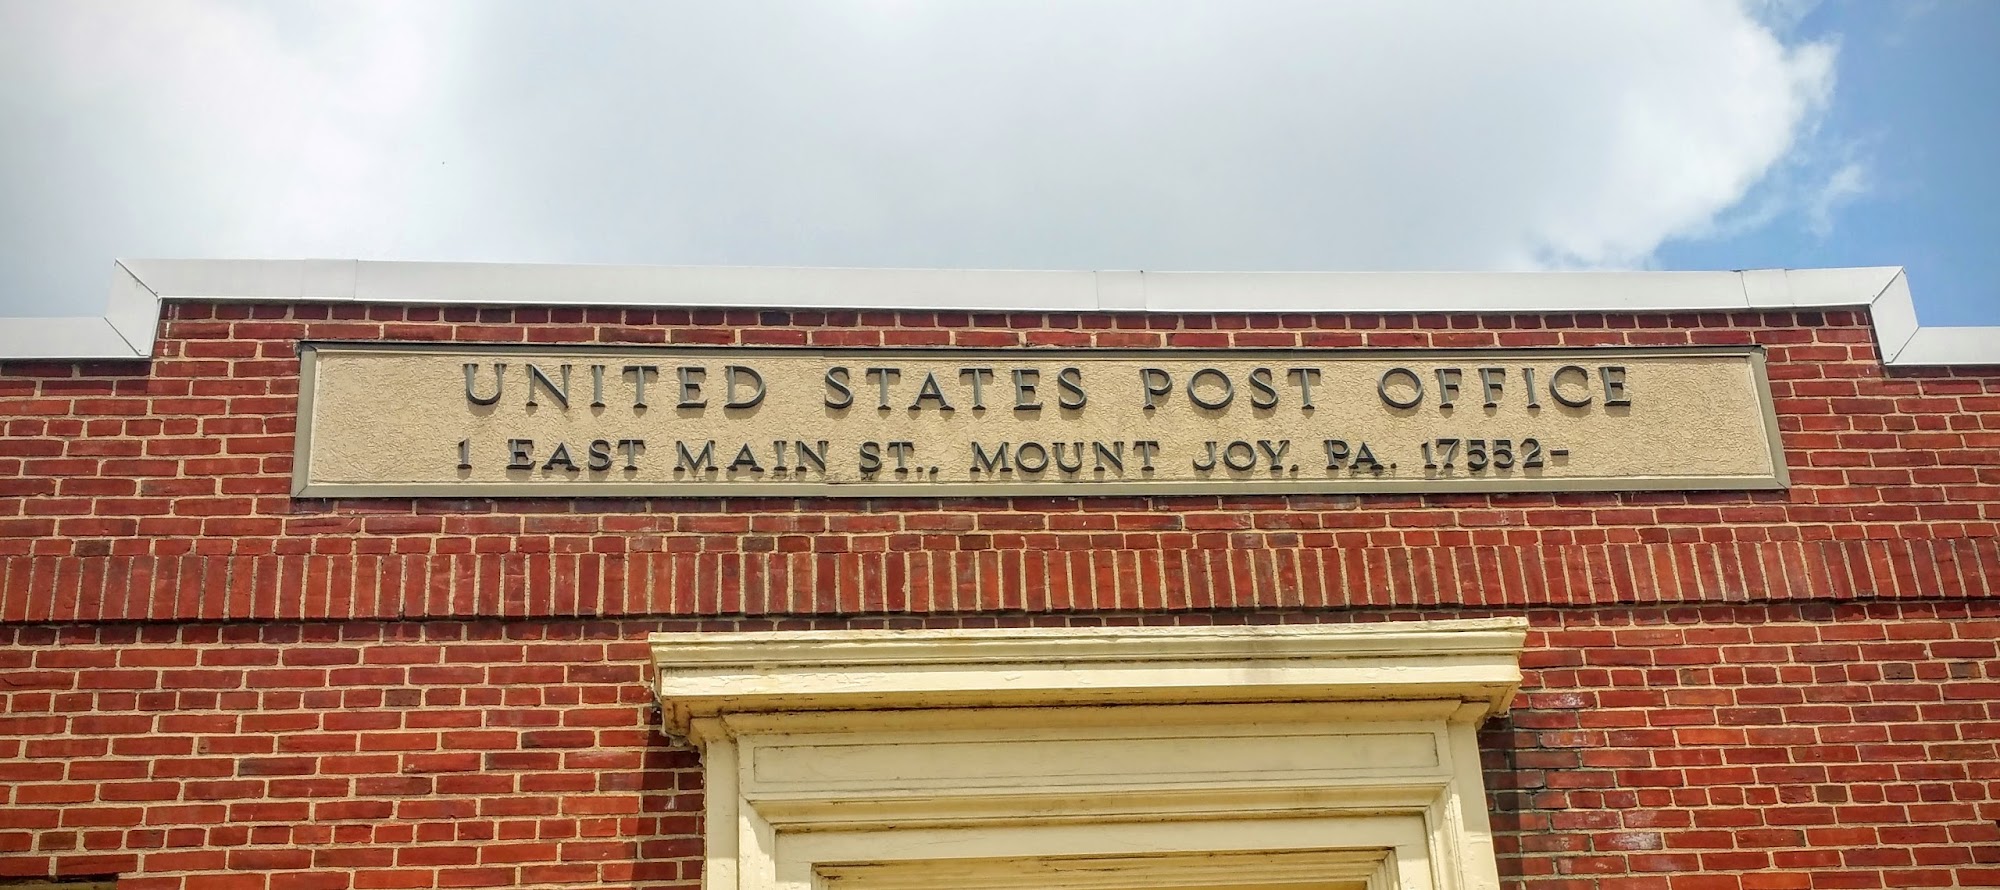 UNITED STATES POST OFFICE
1 EAST MAIN ST., MOUNT JOY, PA. 17552-